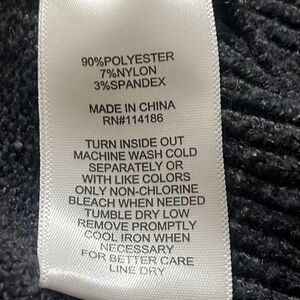 90%POLYESTER
7%NYLON
3%SPANDEX
MADE IN CHINA
RN#114186
TURN INSIDE OUT
MACHINE WASH COLD
SEPARATELY OR
WITH LIKE COLORS
ONLY NON-CHLORINE
BLEACH WHEN NEEDED
TUMBLE DRY LOW
REMOVE PROMPTLY
COOL IRON WHEN
NECESSARY
FOR BETTER CARE
LINE DRY